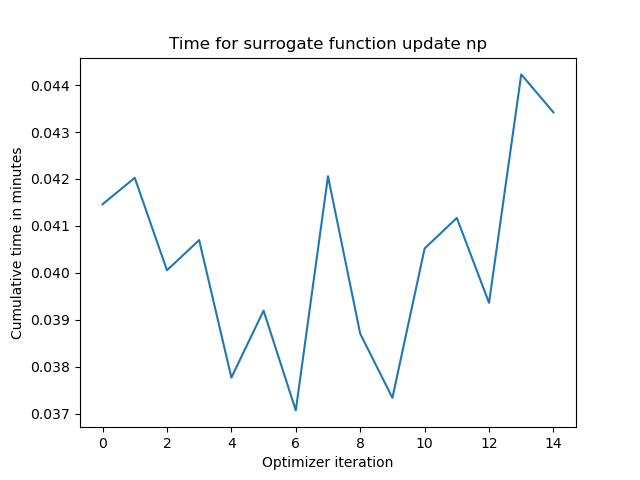 Time for surrogate function update np
Cumulative time in minutes
0.044
0.043
0.042
0.041
0.040
0.039
0.038
0.037
0 2 4 6 8 10 12 14
Optimizer iteration